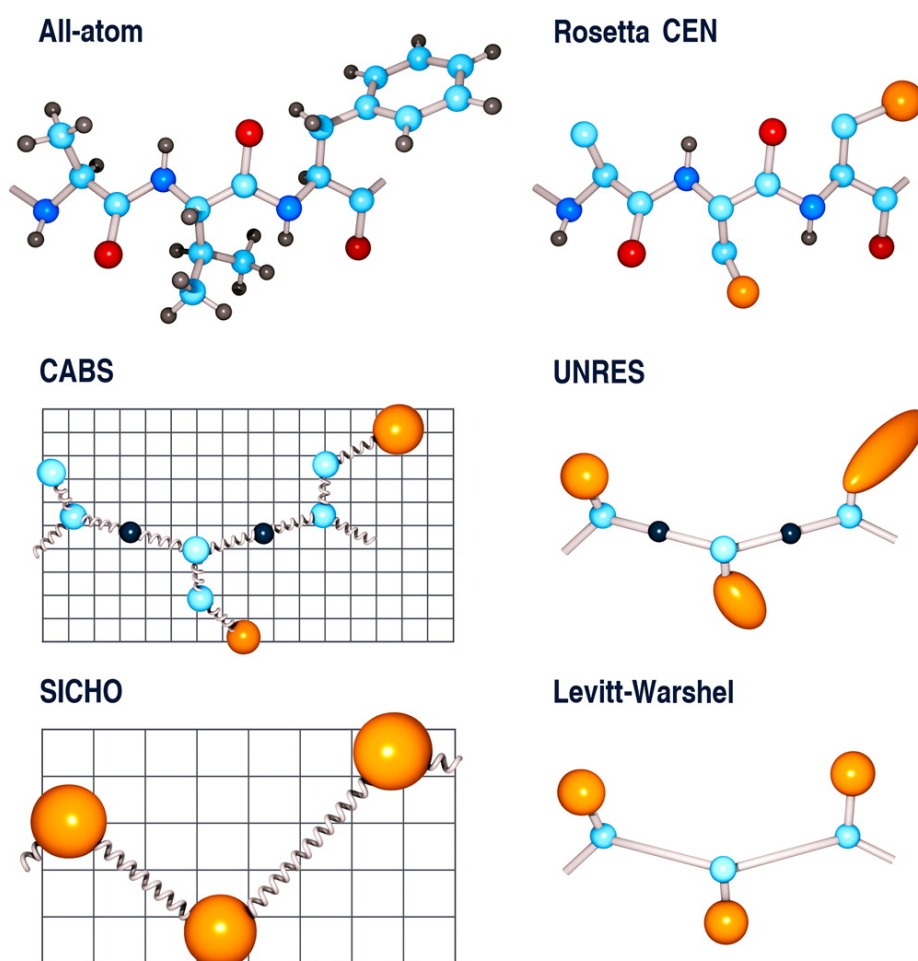 All-atom
Rosetta CEN
CABS
UNRES
SICHO
Levitt-Warshel